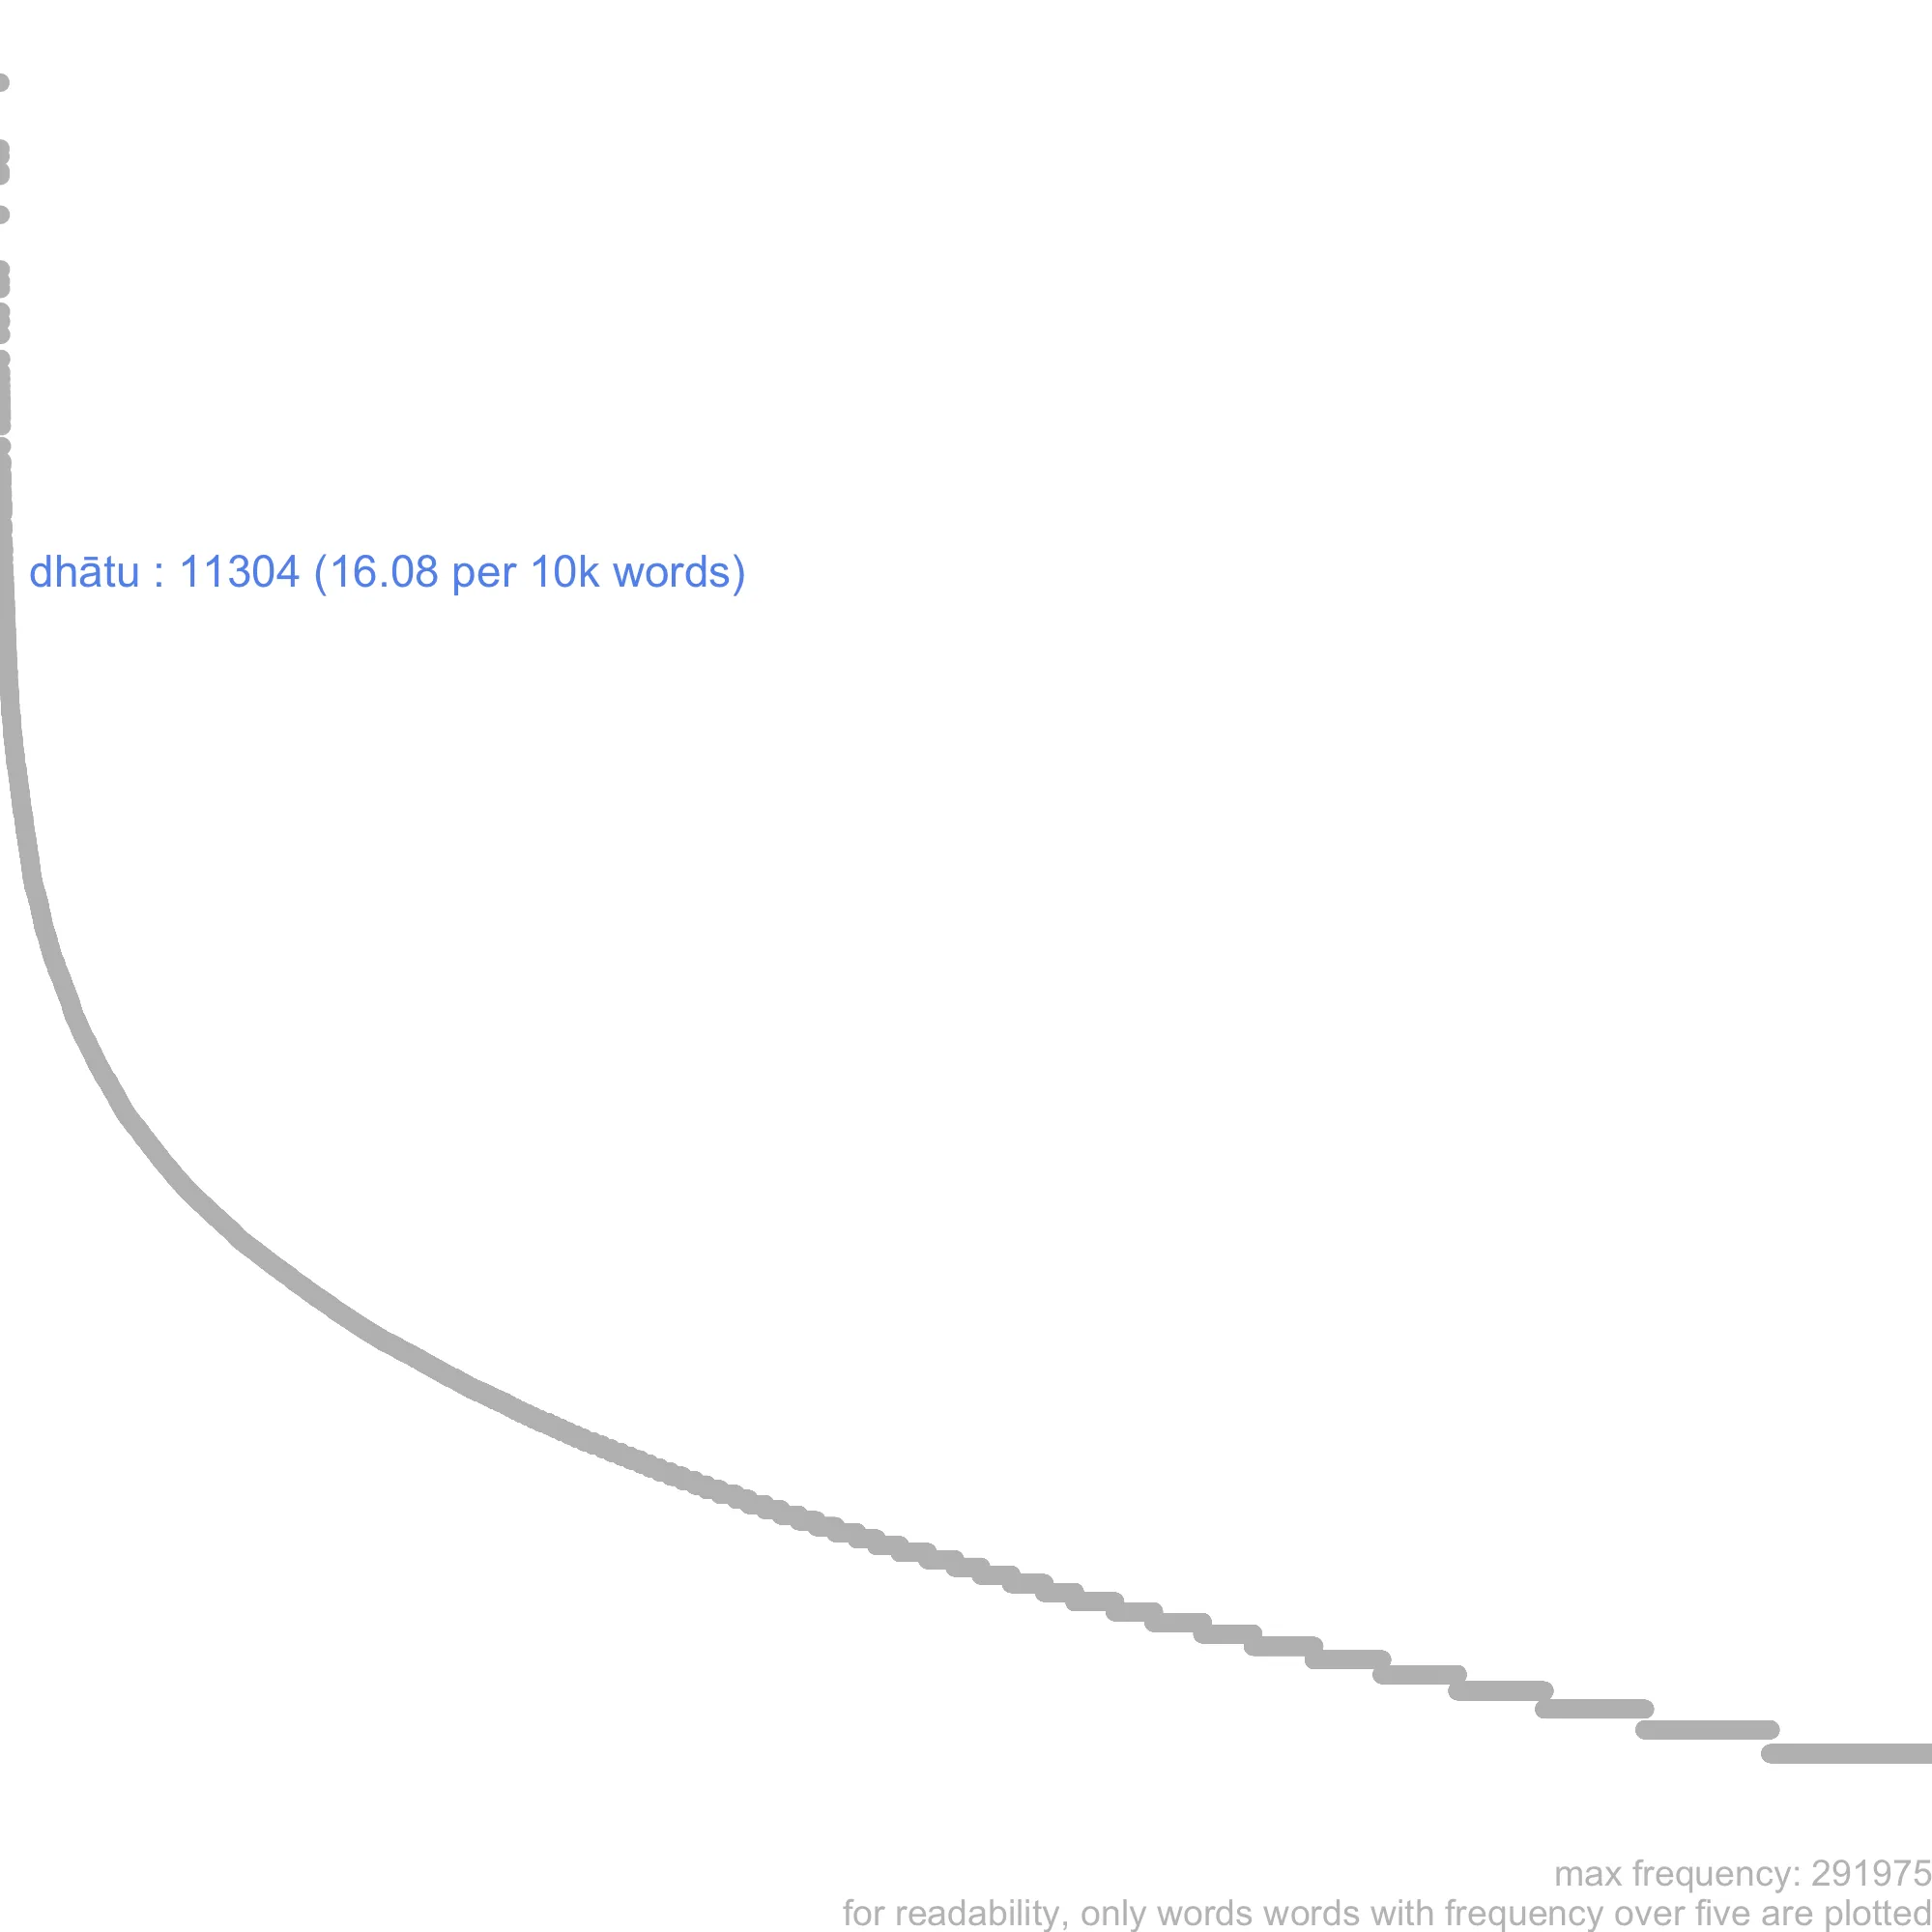 dhātu : 11304 (16.08 per 10k words)
max frequency: 291975
for readability, only words words with frequency over five are plotted